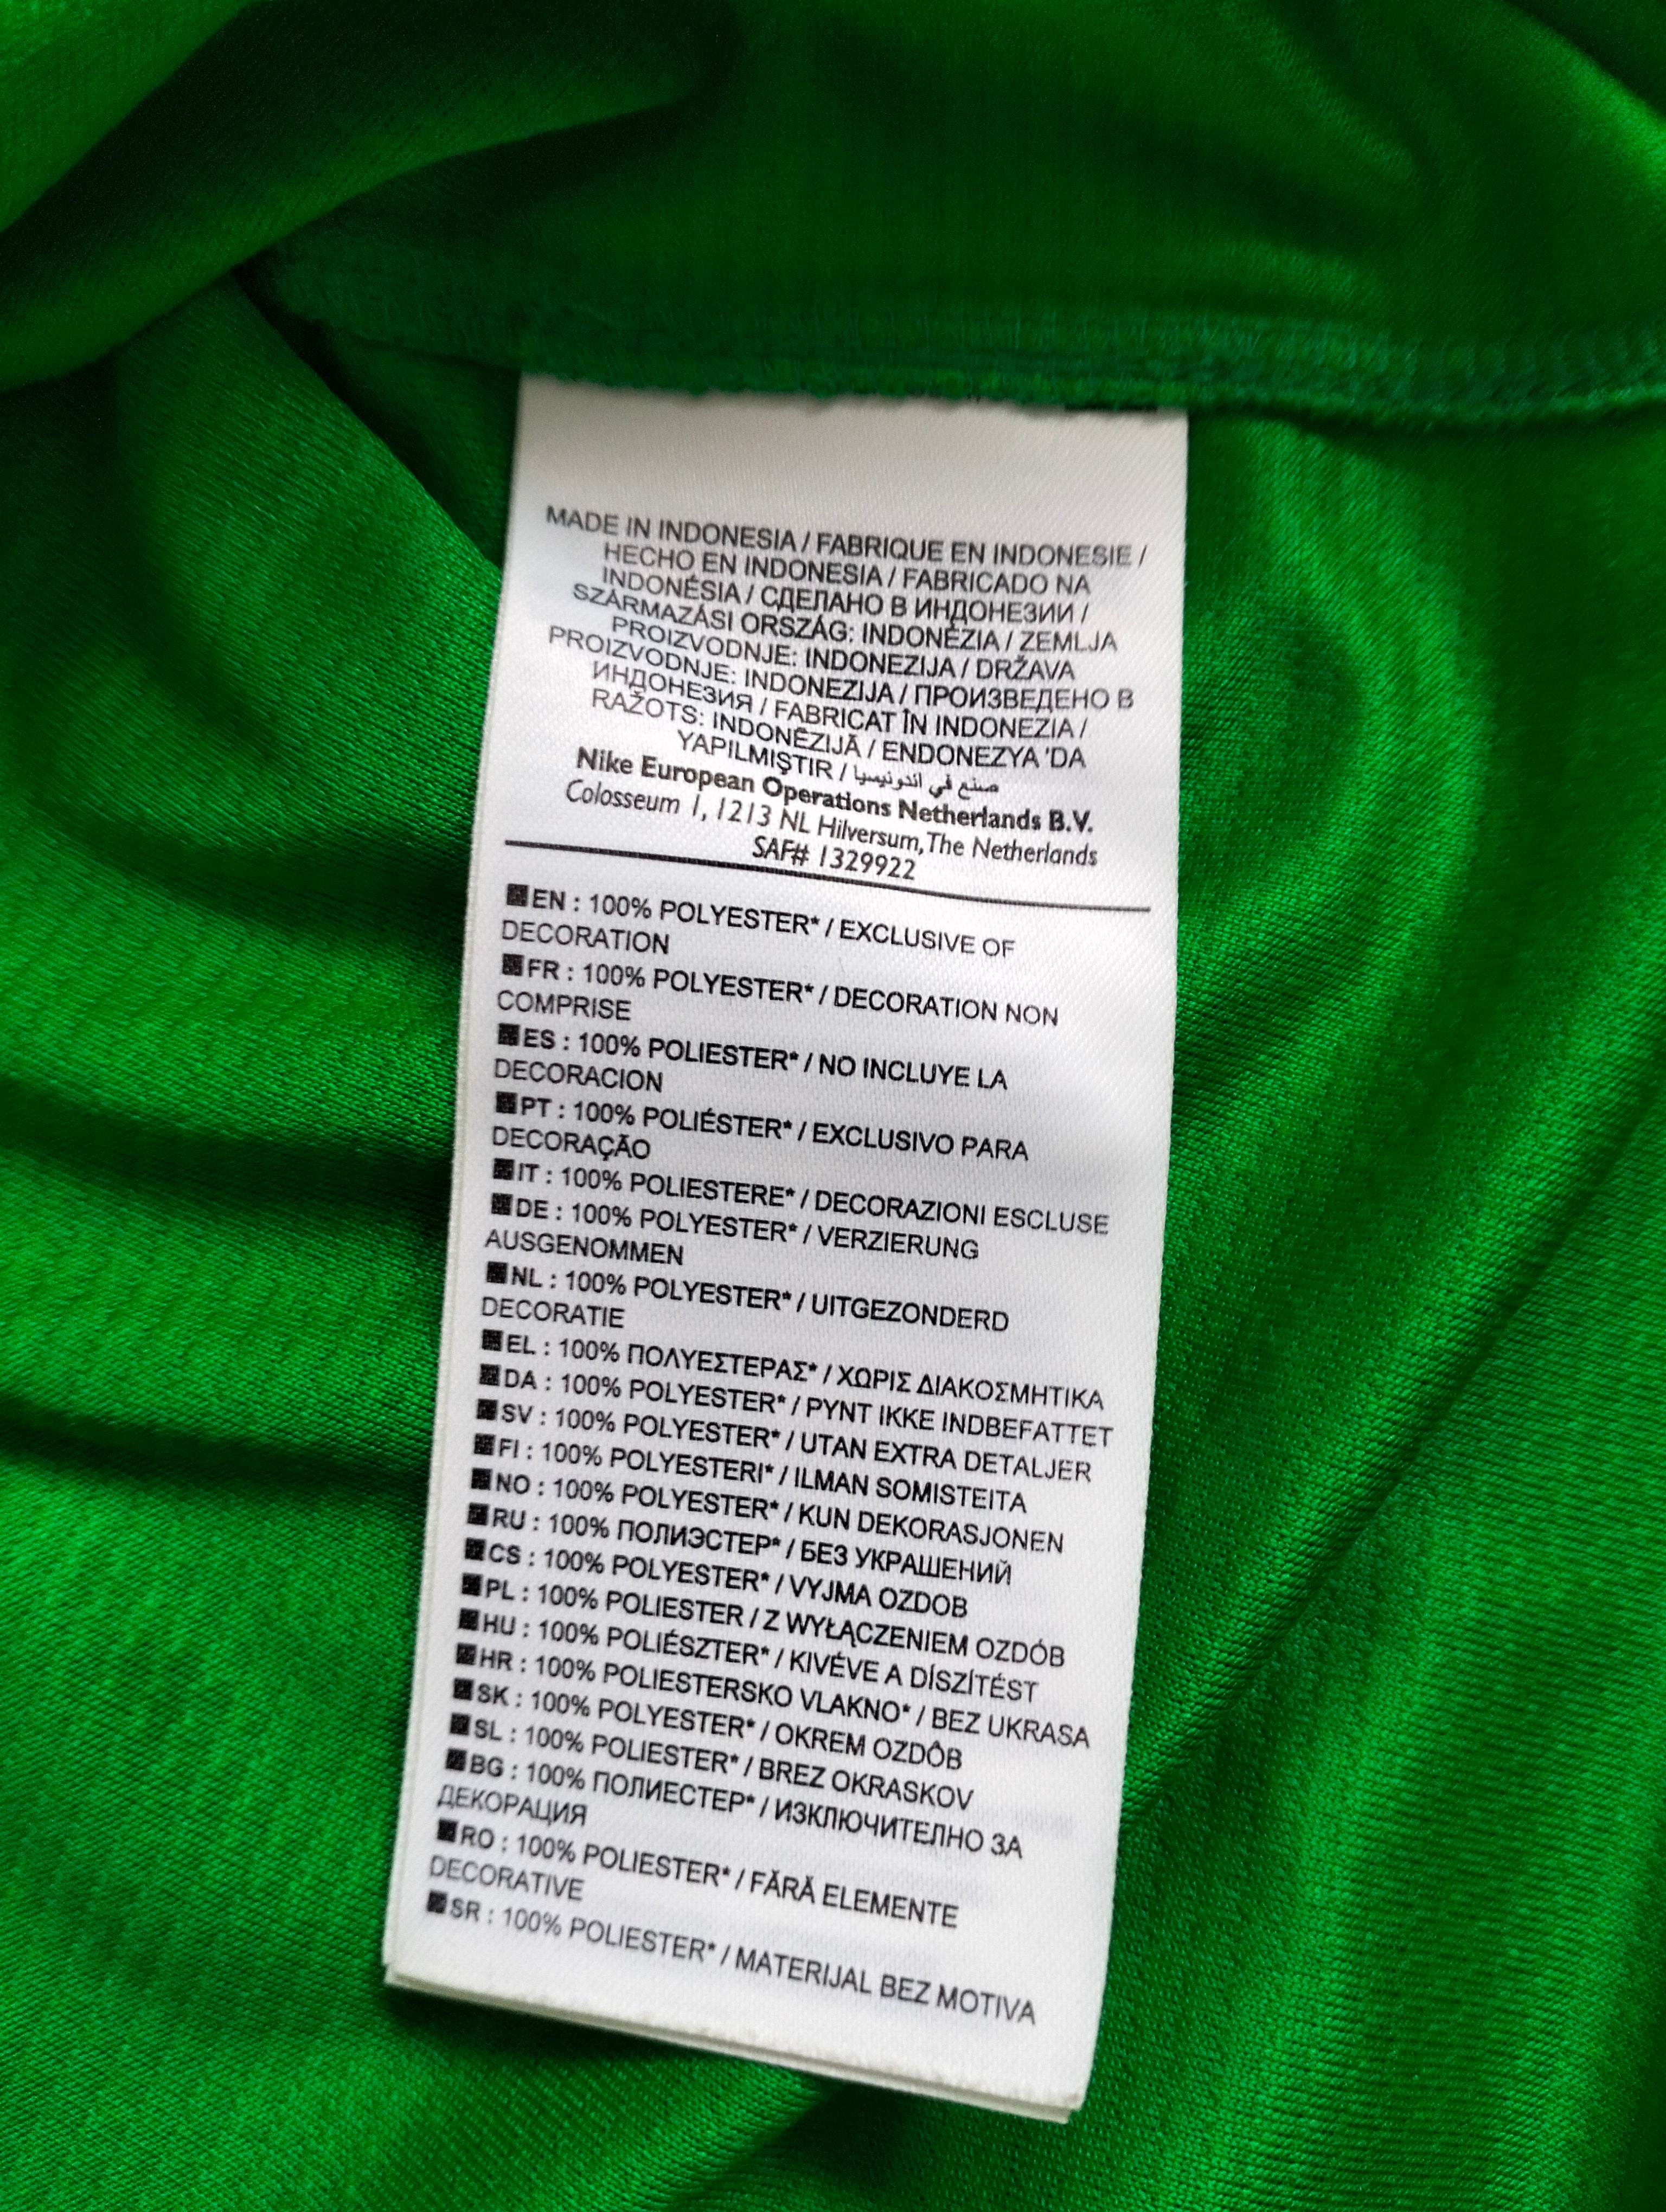 MADE IN INDONESIA / FABRIQUE EN INDONESIE /
HECHO EN INDONESIA / FABRICADO NA
INDONÉSIA / СДЕЛАНО В ИНДОНЕЗИИ /
SZÁRMAZÁSI ORSZÁG: INDONÉZIA / ZEMLJA
PROIZVODNJE: INDONEZIJA / DRŽAVA
PROIZVODNJE: INDONEZIJA / ПРОИЗВЕДЕНО В
ИНДОНЕЗИЯ / FABRICAT ÎN INDONEZIA /
RAŽOTS: INDONĒZIJĀ / ENDONEZYA 'DA
YAPILMIŞTIR / صنع في اندونيسيا
Nike European Operations Netherlands B.V.
Colosseum 1, 1213 NL Hilversum, The Netherlands
SAF# 1329922
EN : 100% POLYESTER* / EXCLUSIVE OF
DECORATION
FR : 100% POLYESTER* / DECORATION NON
COMPRISE
ES : 100% POLIESTER* / NO INCLUYE LA
DECORACION
PT : 100% POLIÉSTER* / EXCLUSIVO PARA
DECORAÇÃO
IT : 100% POLIESTERE* / DECORAZIONI ESCLUSE
DE : 100% POLYESTER* / VERZIERUNG
AUSGENOMMEN
NL : 100% POLYESTER* / UITGEZONDERD
DECORATIE
EL : 100% ΠΟΛΥΕΣΤΕΡΑΣ* / ΧΩΡΙΣ ΔΙΑΚΟΣΜΗΤΙΚΑ
DA : 100% POLYESTER* / PYNT IKKE INDBEFATTET
SV : 100% POLYESTER* / UTAN EXTRA DETALJER
FI : 100% POLYESTERI* / ILMAN SOMISTEITA
NO : 100% POLYESTER* / KUN DEKORASJONEN
RU : 100% ПОЛИЭСТЕР* / БЕЗ УКРАШЕНИЙ
CS : 100% POLYESTER* / VYJMA OZDOB
PL : 100% POLIESTER / Z WYŁĄCZENIEM OZDÓB
HU : 100% POLIÉSZTER* / KIVÉVE A DÍSZÍTÉST
HR : 100% POLIESTERSKO VLAKNO* / BEZ UKRASA
SK : 100% POLYESTER* / OKREM OZDÔB
SL : 100% POLIESTER* / BREZ OKRASKOV
BG : 100% ПОЛИЕСТЕР* / ИЗКЛЮЧИТЕЛНО ЗА
ДЕКОРАЦИЯ
RO : 100% POLIESTER* / FĂRĂ ELEMENTE
DECORATIVE
SR : 100% POLIESTER* / MATERIJAL BEZ MOTIVA